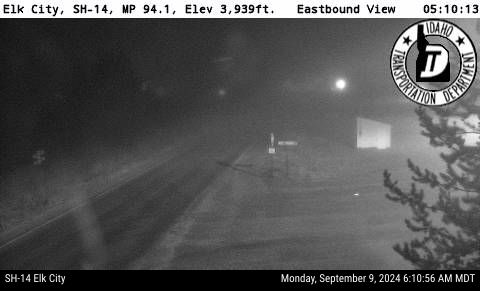 Elk City, SH-14, MP 94.1, Elev 3,939ft. Eastbound View 05:10:13
IDAHO
TRANSPORTATION DEPARTMENT
SH-14 Elk City Monday, September 9, 2024 6:10:56 AM MDT